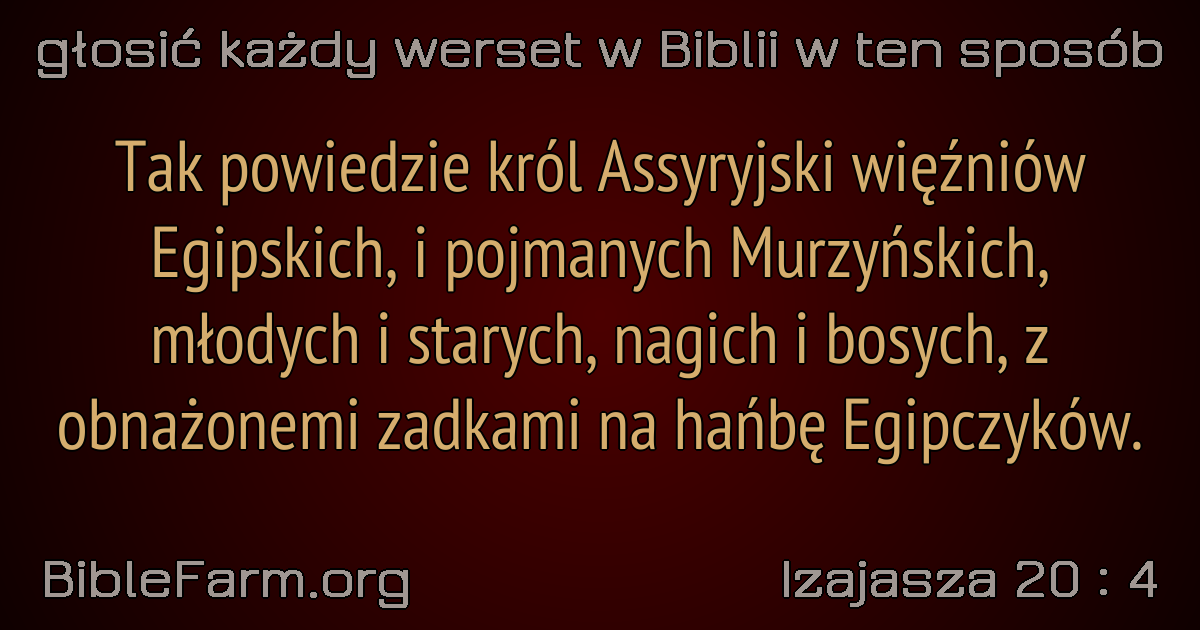 głosić każdy werset w Biblii w ten sposób
Tak powiedzie król Assyryjski więźniów
Egipskich, i pojmanych Murzyńskich,
młodych i starych, nagich i bosych, z
obnażonemi zadkami na hańbę Egipczyków.
BibleFarm.org
Izajasza 20 : 4